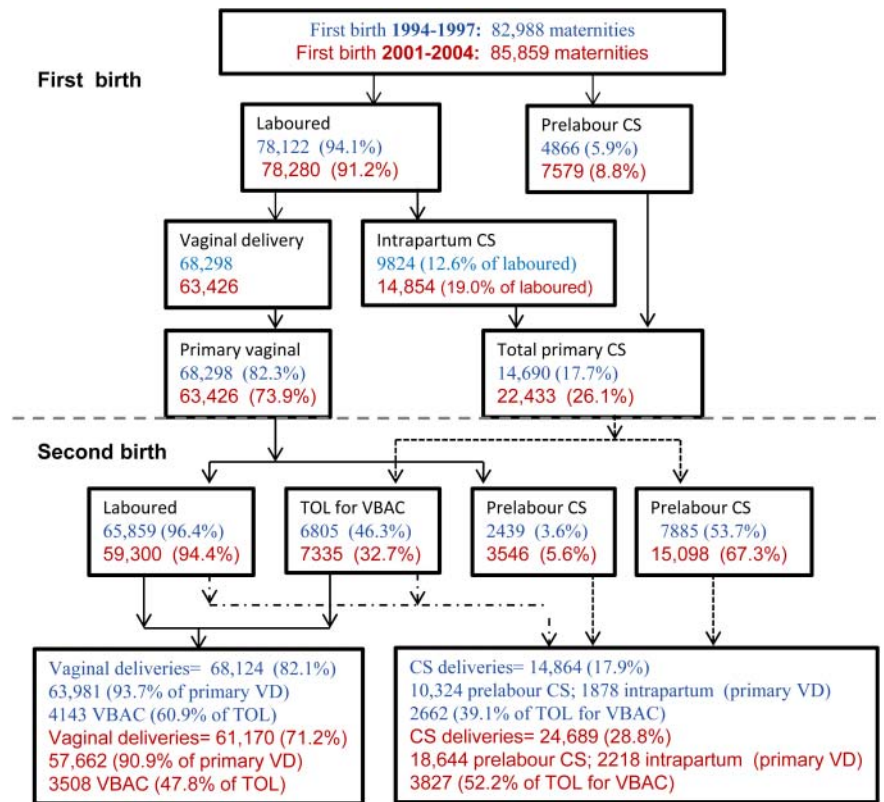 First birth 1994-1997: 82,988 maternities
First birth 2001-2004: 85,859 maternities
First birth
Laboured
78,122 (94.1%)
78,280 (91.2%)
Prelabour CS
4866 (5.9%)
7579 (8.8%)
Vaginal delivery
68,298
63,426
Intrapartum CS
9824 (12.6% of laboured)
14,854 (19.0% of laboured)
Primary vaginal
68,298 (82.3%)
63,426 (73.9%)
Total primary CS
14,690 (17.7%)
22,433 (26.1%)
Second birth
Laboured
65,859 (96.4%)
59,300 (94.4%)
TOL for VBAC
6805 (46.3%)
7335 (32.7%)
Prelabour CS
2439 (3.6%)
3546 (5.6%)
Prelabour CS
7885 (53.7%)
15,098 (67.3%)
Vaginal deliveries= 68,124 (82.1%)
63,981 (93.7% of primary VD)
4143 VBAC (60.9% of TOL)
Vaginal deliveries= 61,170 (71.2%)
57,662 (90.9% of primary VD)
3508 VBAC (47.8% of TOL)
CS deliveries= 14,864 (17.9%)
10,324 prelabour CS; 1878 intrapartum (primary VD)
2662 (39.1% of TOL for VBAC)
CS deliveries= 24,689 (28.8%)
18,644 prelabour CS; 2218 intrapartum (primary VD)
3827 (52.2% of TOL for VBAC)